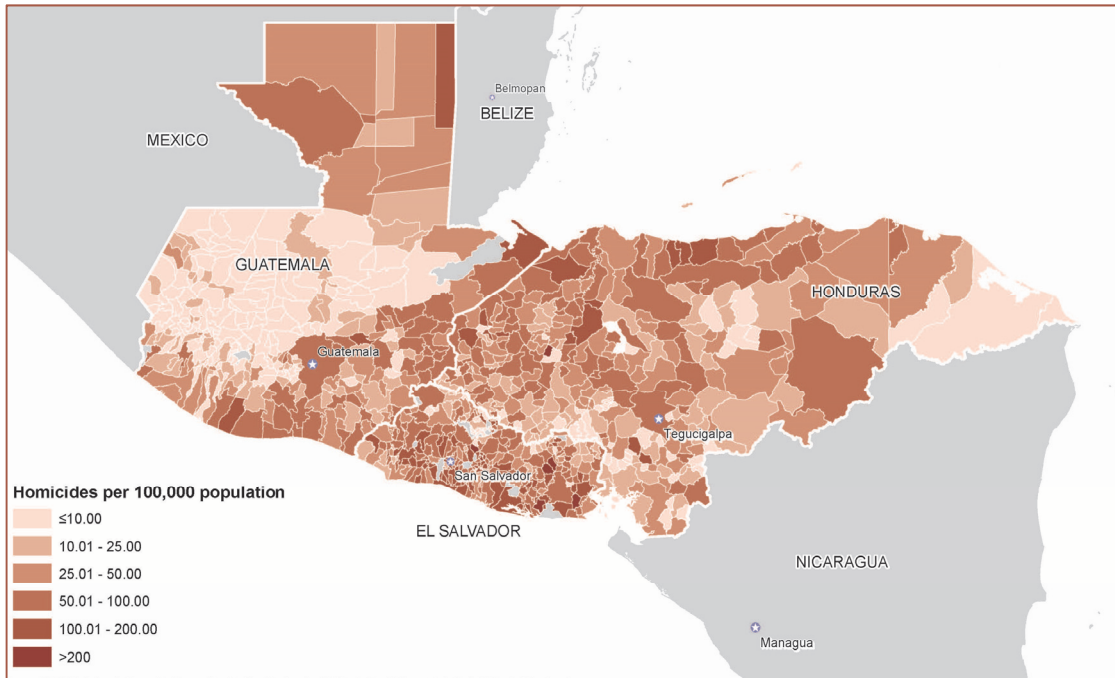 Belmopan
BELIZE
MEXICO
GUATEMALA
HONDURAS
Guatemala
Tegucigalpa
San Salvador
Homicides per 100,000 population
≤10.00
EL SALVADOR
10.01 - 25.00
NICARAGUA
25.01 - 50.00
50.01 - 100.00
100.01 - 200.00
Managua
>200